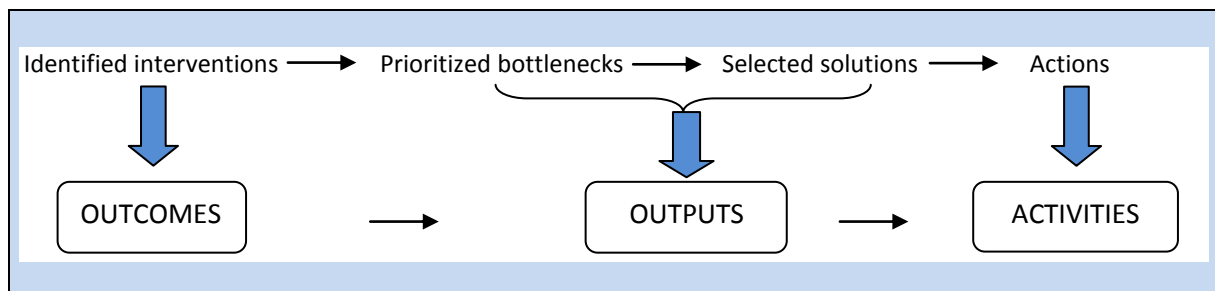 Identified interventions Prioritized bottlenecks Selected solutions Actions
OUTCOMES OUTPUTS ACTIVITIES